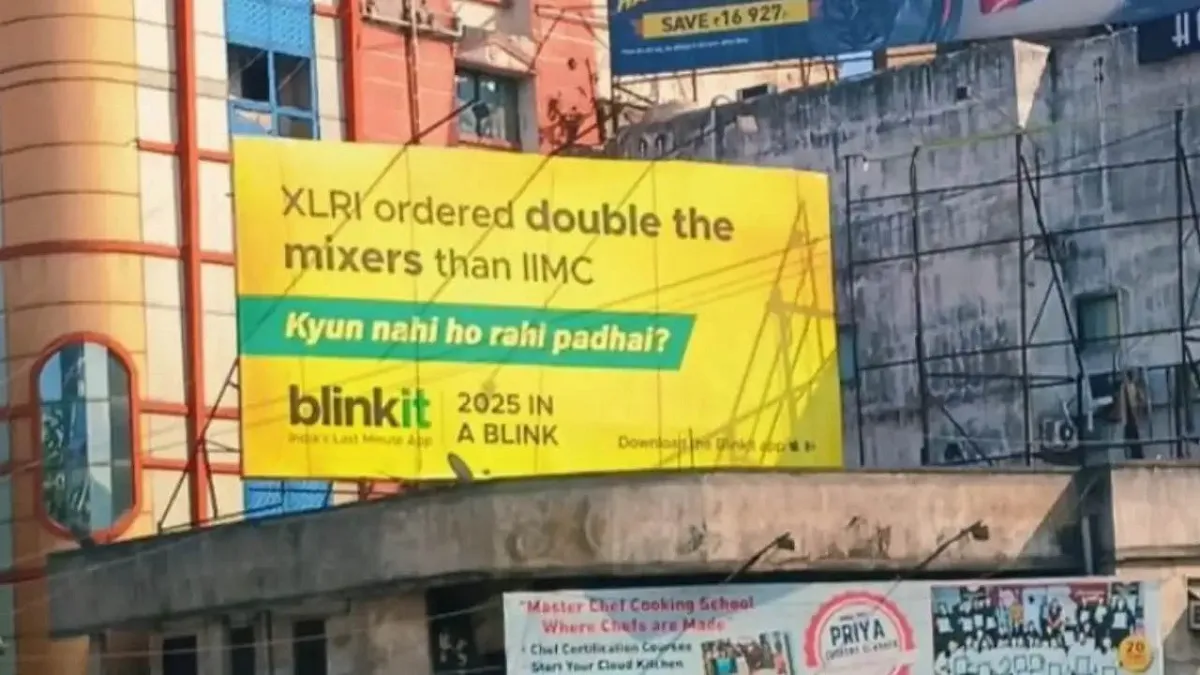 SAVE ₹16 927/-
XLRI ordered double the
mixers than IIMC
Kyun nahi ho rahi padhai?
blinkit
India's Last Minute App
2025 IN
A BLINK
Download the Blinkit app
"Master Chef Cooking School
Where Chefs are Made"
• Chef Certification Courses
• Start Your Cloud Kitchen
PRIYA
20